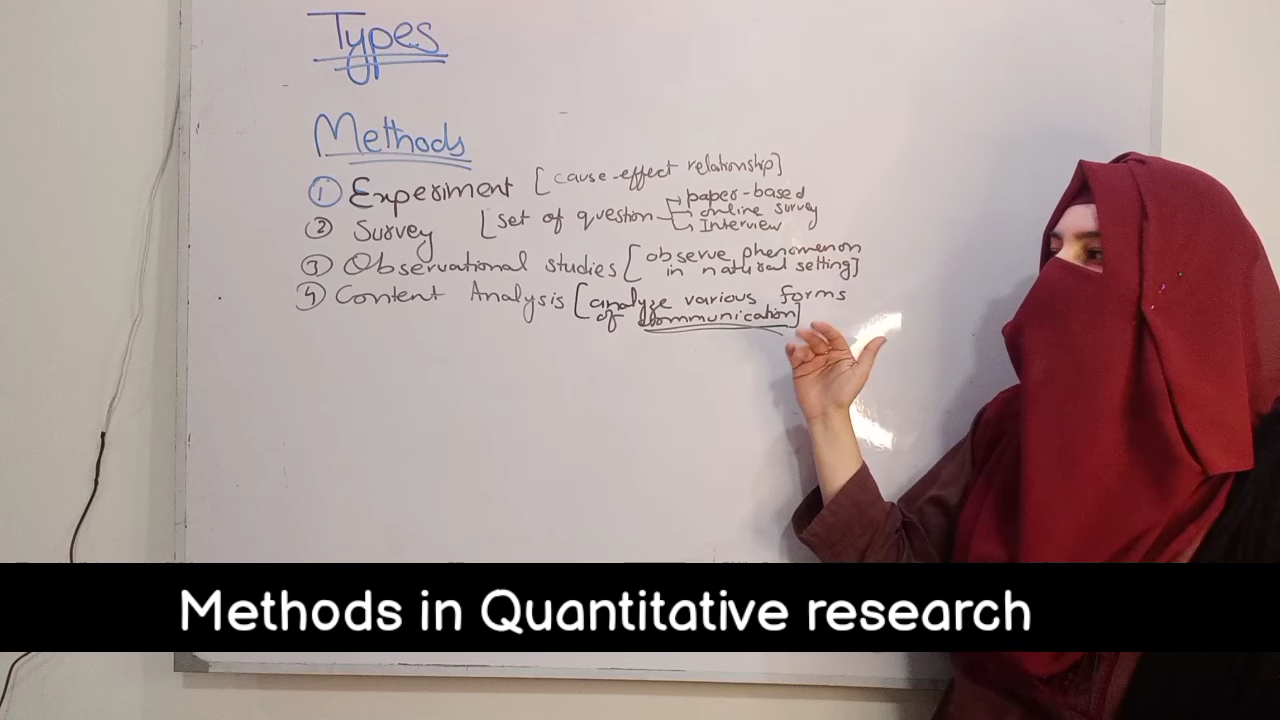 Types
Methods
① Experiment [cause-effect relationship]
② Survey [set of question
paper-based
online survey
Interview
③ Observational studies [observe phenomenon
in natural setting]
④ Content Analysis [analyze various forms
of communication]
Methods in Quantitative research